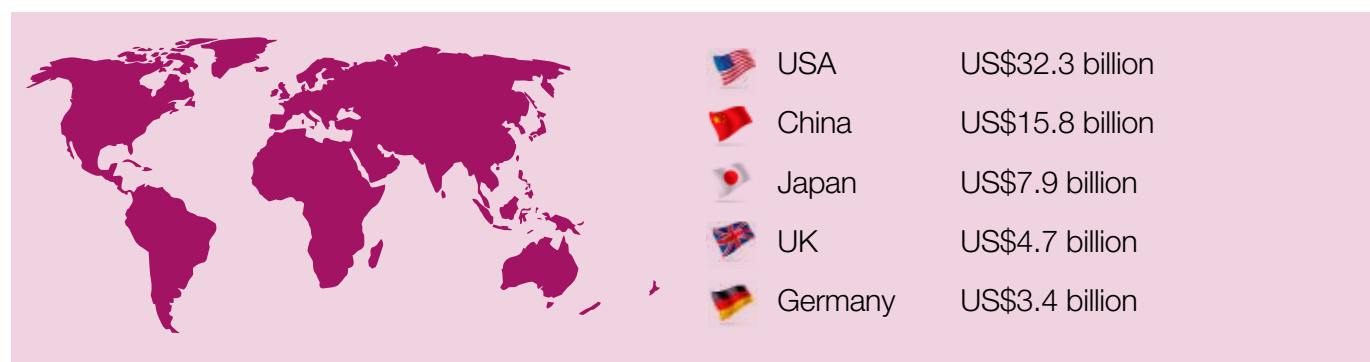 USA US$32.3 billion
China US$15.8 billion
Japan US$7.9 billion
UK US$4.7 billion
Germany US$3.4 billion